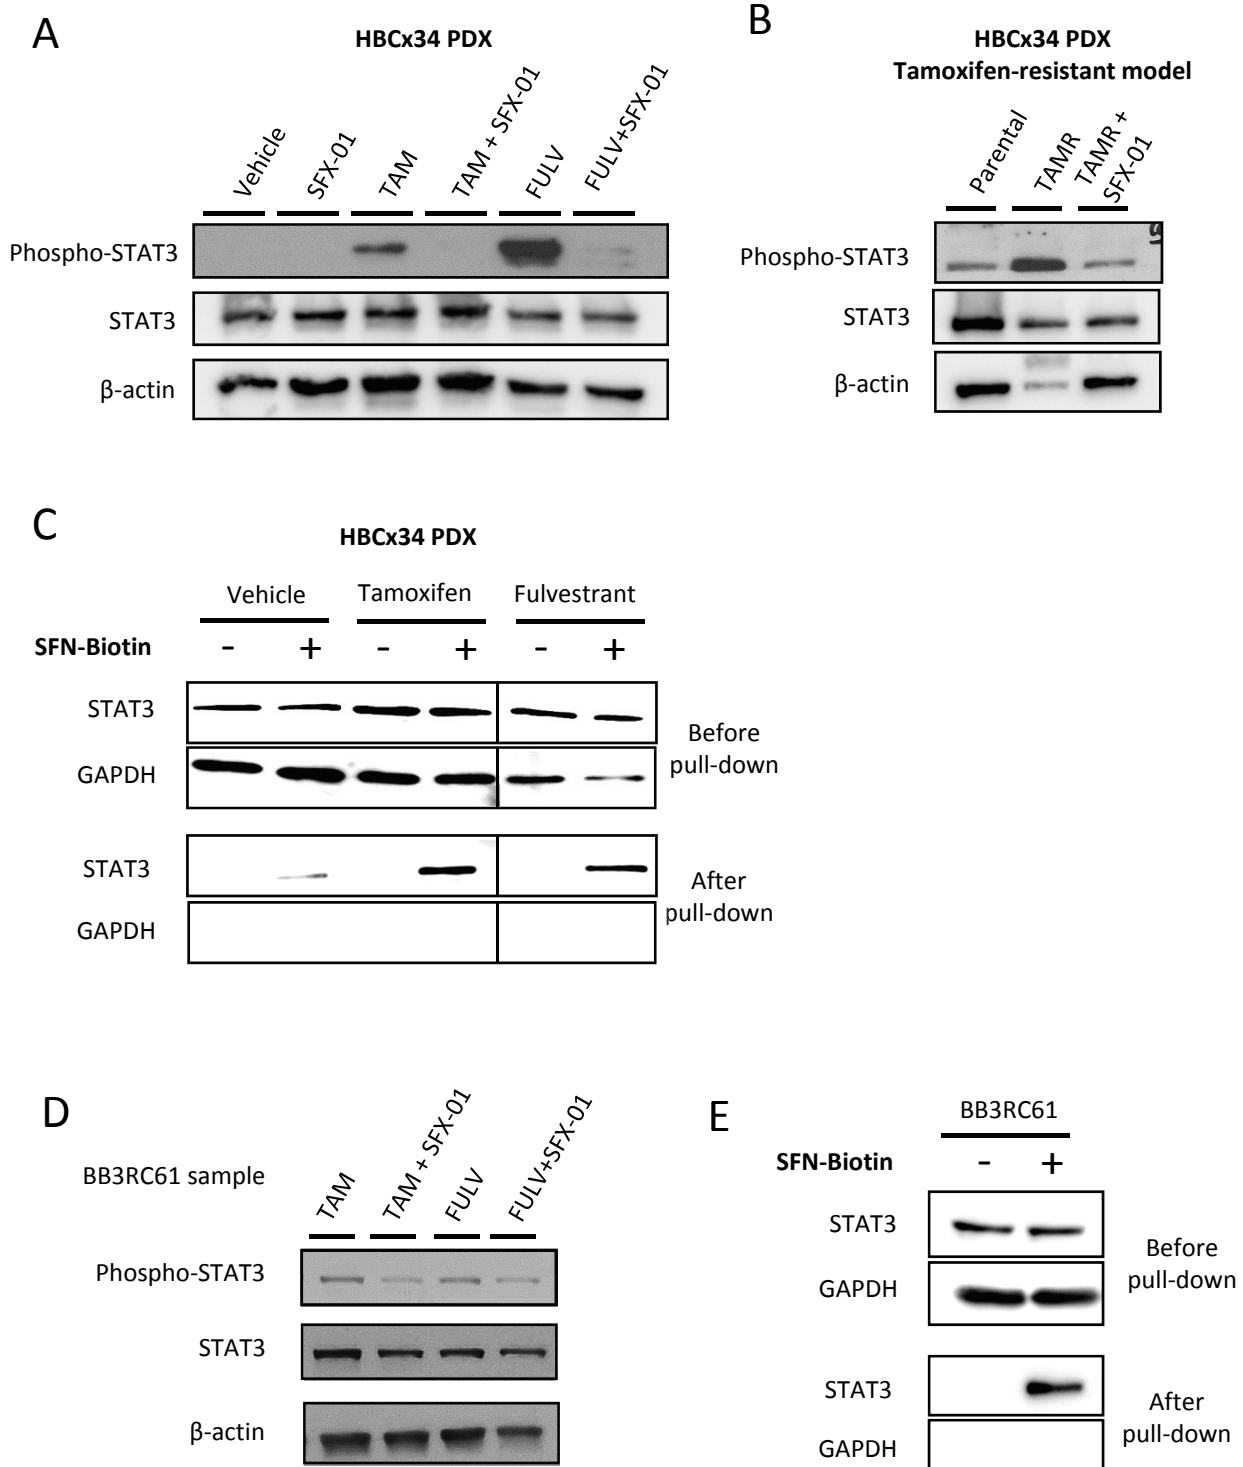 A
HBCx34 PDX
Vehicle
SFX-01
TAM
TAM + SFX-01
FULV
FULV+SFX-01
Phospho-STAT3
STAT3
β-actin
B
HBCx34 PDX
Tamoxifen-resistant model
Parental
TAMR
TAMR +
SFX-01
Phospho-STAT3
STAT3
β-actin
C
HBCx34 PDX
Vehicle
Tamoxifen
Fulvestrant
SFN-Biotin - + - + - +
STAT3
GAPDH
Before
pull-down
STAT3
GAPDH
After
pull-down
D
BB3RC61 sample
TAM
TAM + SFX-01
FULV
FULV+SFX-01
Phospho-STAT3
STAT3
β-actin
E
BB3RC61
SFN-Biotin - +
STAT3
GAPDH
Before
pull-down
STAT3
GAPDH
After
pull-down